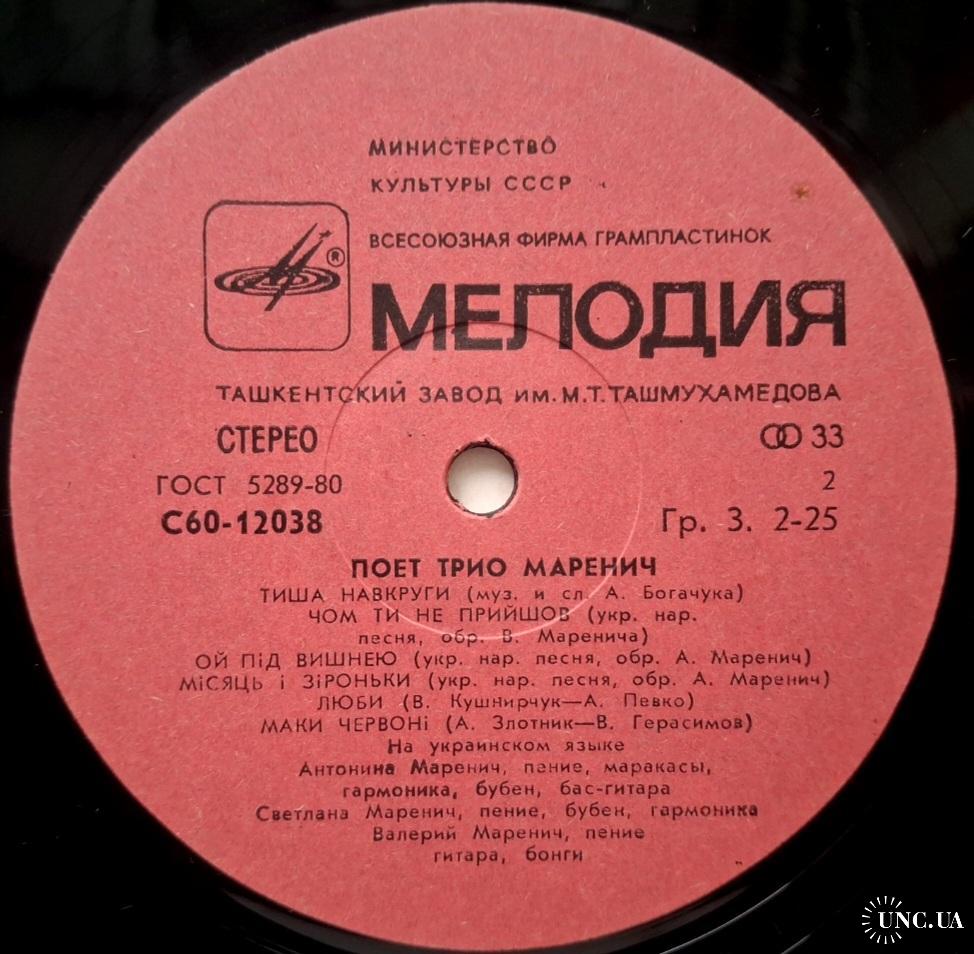 МИНИСТЕРСТВО
КУЛЬТУРЫ СССР
®
ВСЕСОЮЗНАЯ ФИРМА ГРАМПЛАСТИНОК
МЕЛОДИЯ
ТАШКЕНТСКИЙ ЗАВОД им. М.Т.ТАШМУХАМЕДОВА
СТЕРЕО
33
ГОСТ 5289-80
2
С60-12038
Гр. 3. 2-25
ПОЕТ ТРИО МАРЕНИЧ
ТИША НАВКРУГИ (муз. и сл. А. Богачука)
ЧОМ ТИ НЕ ПРИЙШОВ (укр. нар.
песня, обр. В. Маренича)
ОЙ ПіД ВИШНЕЮ (укр. нар. песня, обр. А. Маренич)
МіСЯЦЬ і ЗіРОНЬКИ (укр. нар. песня, обр. А. Маренич)
ЛЮБИ (В. Кушнирчук—А. Певко)
МАКИ ЧЕРВОНі (А. Злотник—В. Герасимов)
На украинском языке
Антонина Маренич, пение, маракасы,
гармоника, бубен, бас-гитара
Светлана Маренич, пение, бубен, гармоника
Валерий Маренич, пение
гитара, бонги
UNC.UA